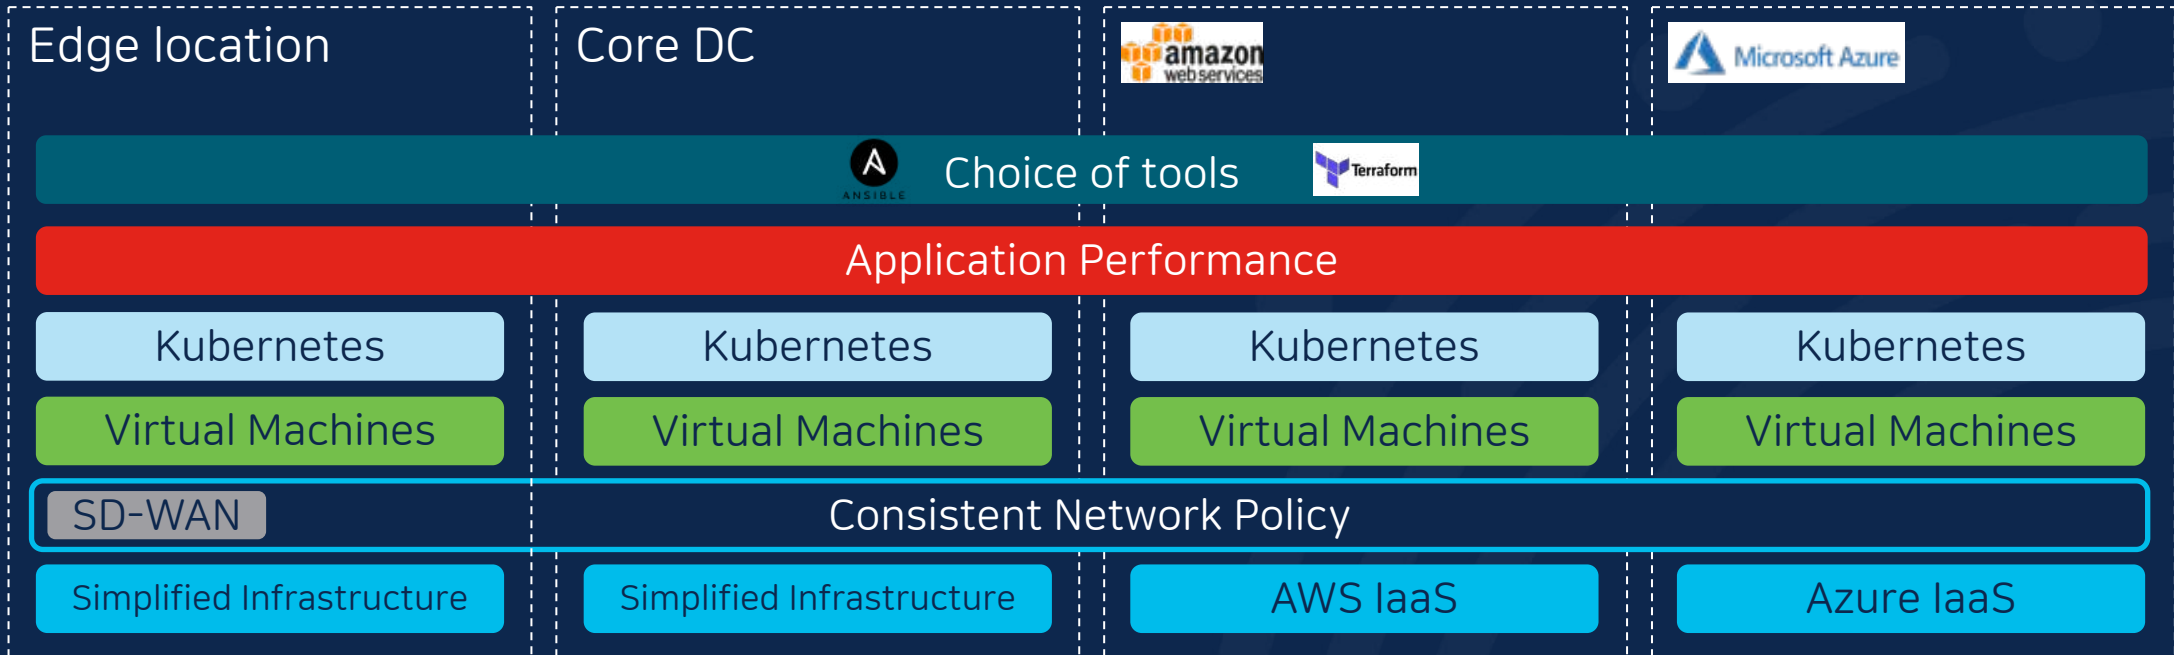 Edge location
Core DC
amazon
web services
Microsoft Azure
ANSIBLE
Choice of tools
Terraform
Application Performance
Kubernetes
Kubernetes
Kubernetes
Kubernetes
Virtual Machines
Virtual Machines
Virtual Machines
Virtual Machines
SD-WAN
Consistent Network Policy
Simplified Infrastructure
Simplified Infrastructure
AWS IaaS
Azure IaaS